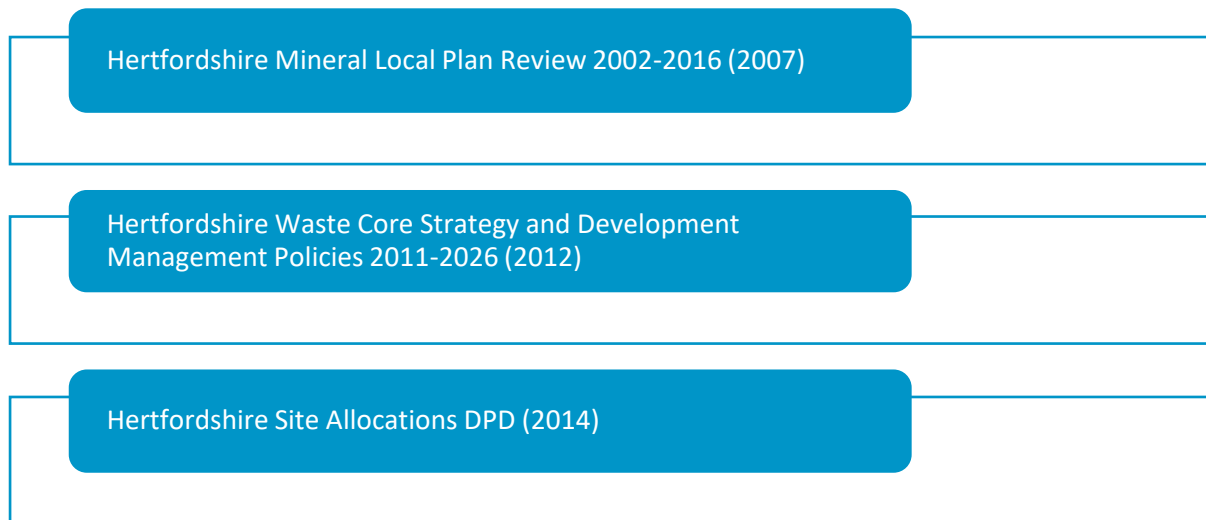 Hertfordshire Mineral Local Plan Review 2002-2016 (2007)
Hertfordshire Waste Core Strategy and Development
Management Policies 2011-2026 (2012)
Hertfordshire Site Allocations DPD (2014)